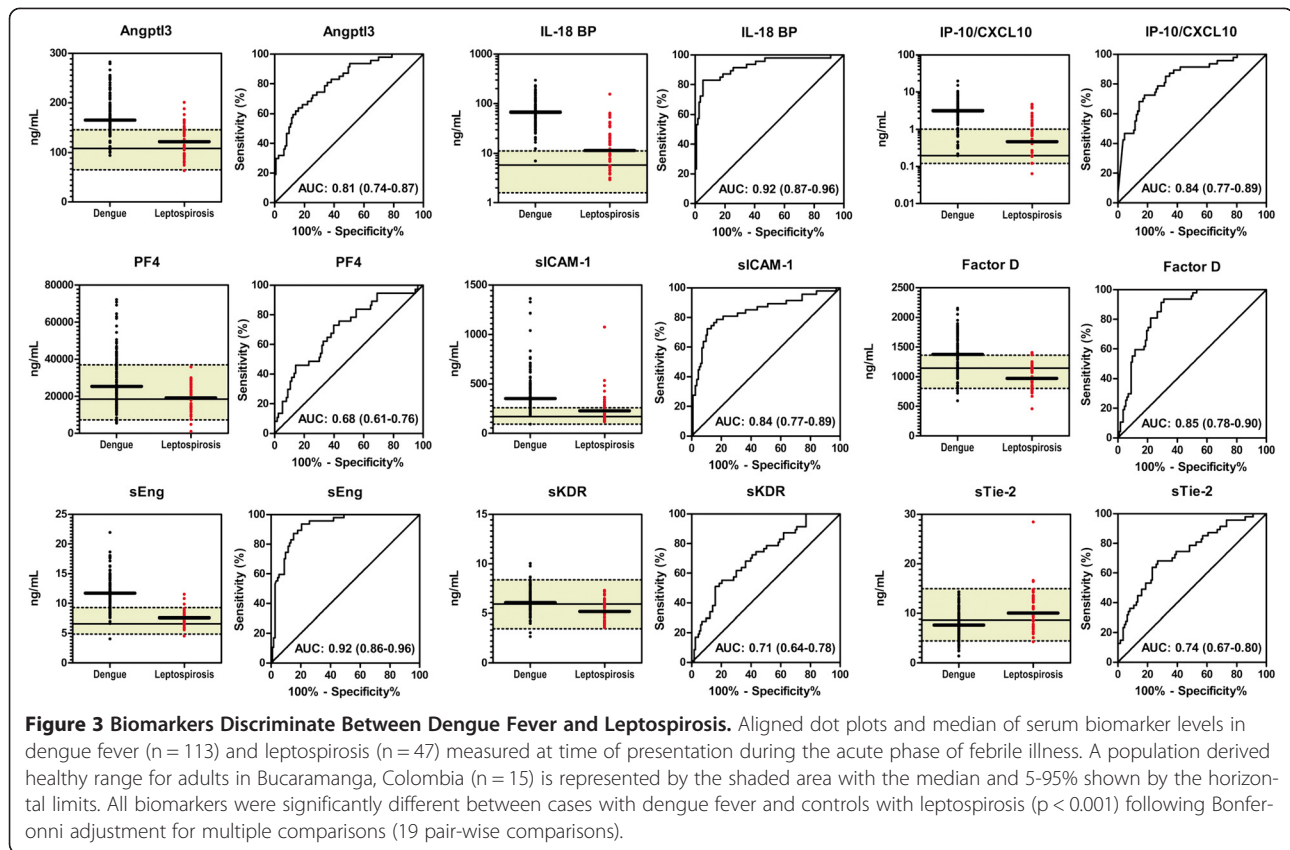 Angptl3 Angptl3 IL-18 BP IL-18 BP IP-10/CXCL10 IP-10/CXCL10
300
200
100
0
ng/mL
Dengue Leptospirosis
100
80
60
40
20
0
Sensitivity (%)
AUC: 0.81 (0.74-0.87)
0 20 40 60 80 100
100% - Specificity%
1000
100
10
1
ng/mL
Dengue Leptospirosis
100
80
60
40
20
0
Sensitivity (%)
AUC: 0.92 (0.87-0.96)
0 20 40 60 80 100
100% - Specificity%
100
10
1
0.1
0.01
ng/mL
Dengue Leptospirosis
100
80
60
40
20
0
Sensitivity (%)
AUC: 0.84 (0.77-0.89)
0 20 40 60 80 100
100% - Specificity%
PF4 PF4 sICAM-1 sICAM-1 Factor D Factor D
80000
60000
40000
20000
0
ng/mL
Dengue Leptospirosis
100
80
60
40
20
0
Sensitivity (%)
AUC: 0.68 (0.61-0.76)
0 20 40 60 80 100
100% - Specificity%
1500
1000
500
0
ng/mL
Dengue Leptospirosis
100
80
60
40
20
0
Sensitivity (%)
AUC: 0.84 (0.77-0.89)
0 20 40 60 80 100
100% - Specificity%
2500
2000
1500
1000
500
0
ng/mL
Dengue Leptospirosis
100
80
60
40
20
0
Sensitivity (%)
AUC: 0.85 (0.78-0.90)
0 20 40 60 80 100
100% - Specificity%
sEng sEng sKDR sKDR sTie-2 sTie-2
25
20
15
10
5
0
ng/mL
Dengue Leptospirosis
100
80
60
40
20
0
Sensitivity (%)
AUC: 0.92 (0.86-0.96)
0 20 40 60 80 100
100% - Specificity%
15
10
5
0
ng/mL
Dengue Leptospirosis
100
80
60
40
20
0
Sensitivity (%)
AUC: 0.71 (0.64-0.78)
0 20 40 60 80 100
100% - Specificity%
30
20
10
0
ng/mL
Dengue Leptospirosis
100
80
60
40
20
0
Sensitivity (%)
AUC: 0.74 (0.67-0.80)
0 20 40 60 80 100
100% - Specificity%
Figure 3 Biomarkers Discriminate Between Dengue Fever and Leptospirosis. Aligned dot plots and median of serum biomarker levels in
dengue fever (n = 113) and leptospirosis (n = 47) measured at time of presentation during the acute phase of febrile illness. A population derived
healthy range for adults in Bucaramanga, Colombia (n = 15) is represented by the shaded area with the median and 5-95% shown by the horizon-
tal limits. All biomarkers were significantly different between cases with dengue fever and controls with leptospirosis (p < 0.001) following Bonfer-
onni adjustment for multiple comparisons (19 pair-wise comparisons).